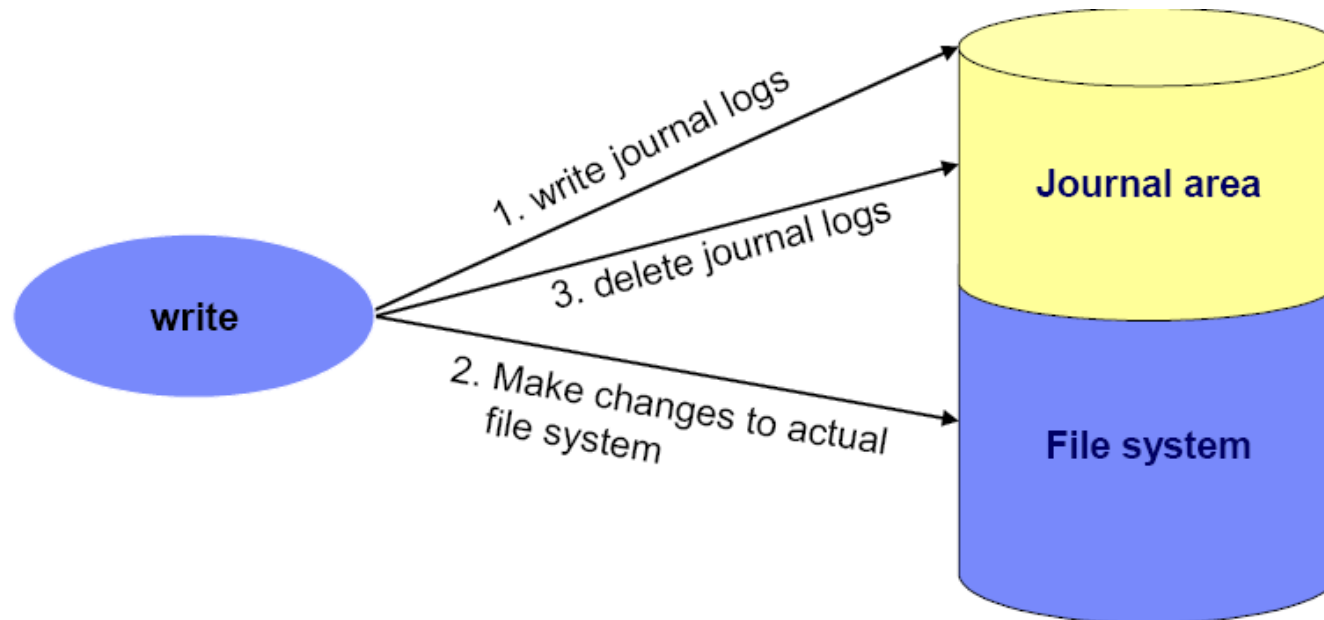 1. write journal logs
Journal area
3. delete journal logs
write
2. Make changes to actual
file system
File system